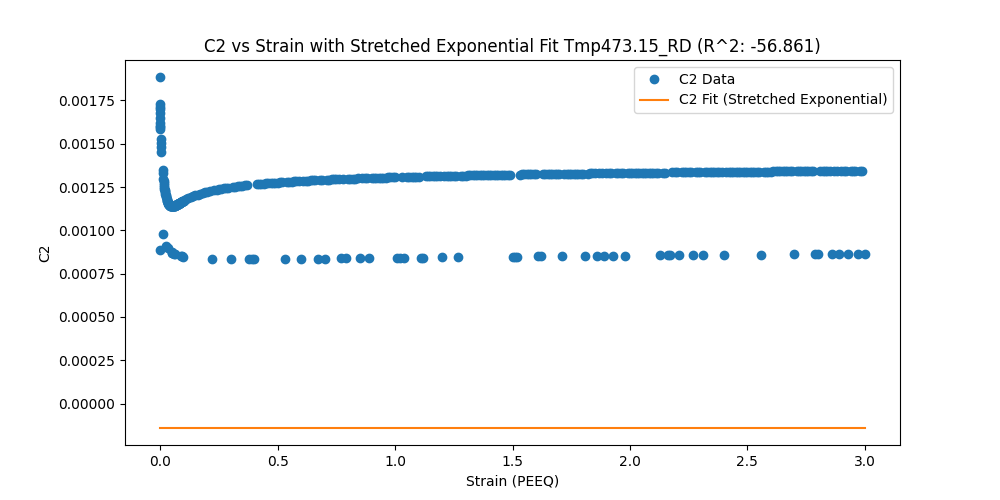 C2 vs Strain with Stretched Exponential Fit Tmp473.15_RD (R^2: -56.861)
C2 Data
C2 Fit (Stretched Exponential)
0.00175
0.00150
0.00125
0.00100
0.00075
0.00050
0.00025
0.00000
C2
0.0 0.5 1.0 1.5 2.0 2.5 3.0
Strain (PEEQ)